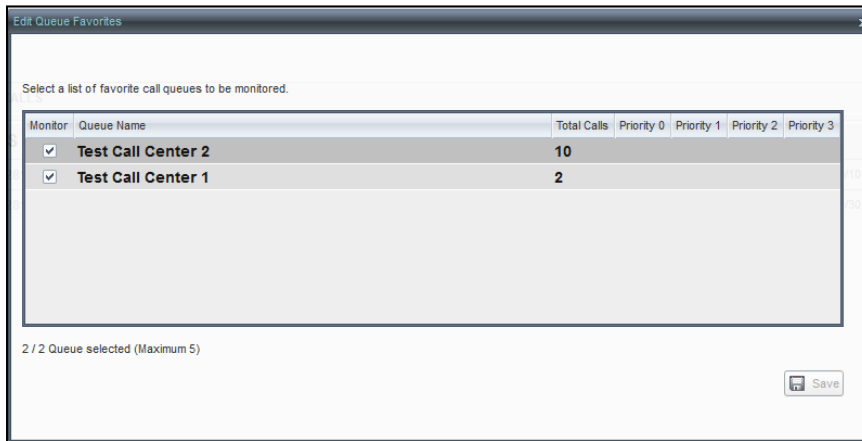 Edit Queue Favorites
Select a list of favorite call queues to be monitored.
Monitor Queue Name Total Calls Priority 0 Priority 1 Priority 2 Priority 3
Test Call Center 2 10
Test Call Center 1 2
2 / 2 Queue selected (Maximum 5)
Save